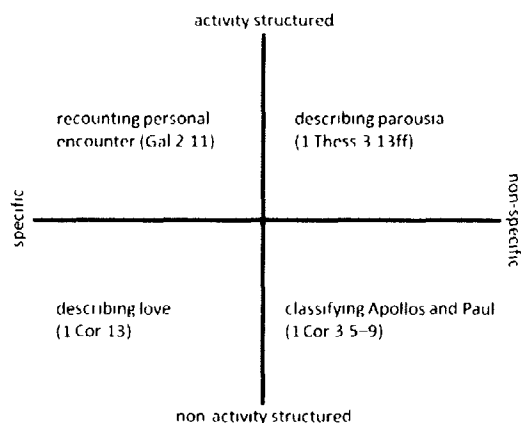 activity structured
recounting personal
encounter (Gal 2 11)
describing parousia
(1 Thess 3 13ff)
specific
non-specific
describing love
(1 Cor 13)
classifying Apollos and Paul
(1 Cor 3 5–9)
non-activity structured